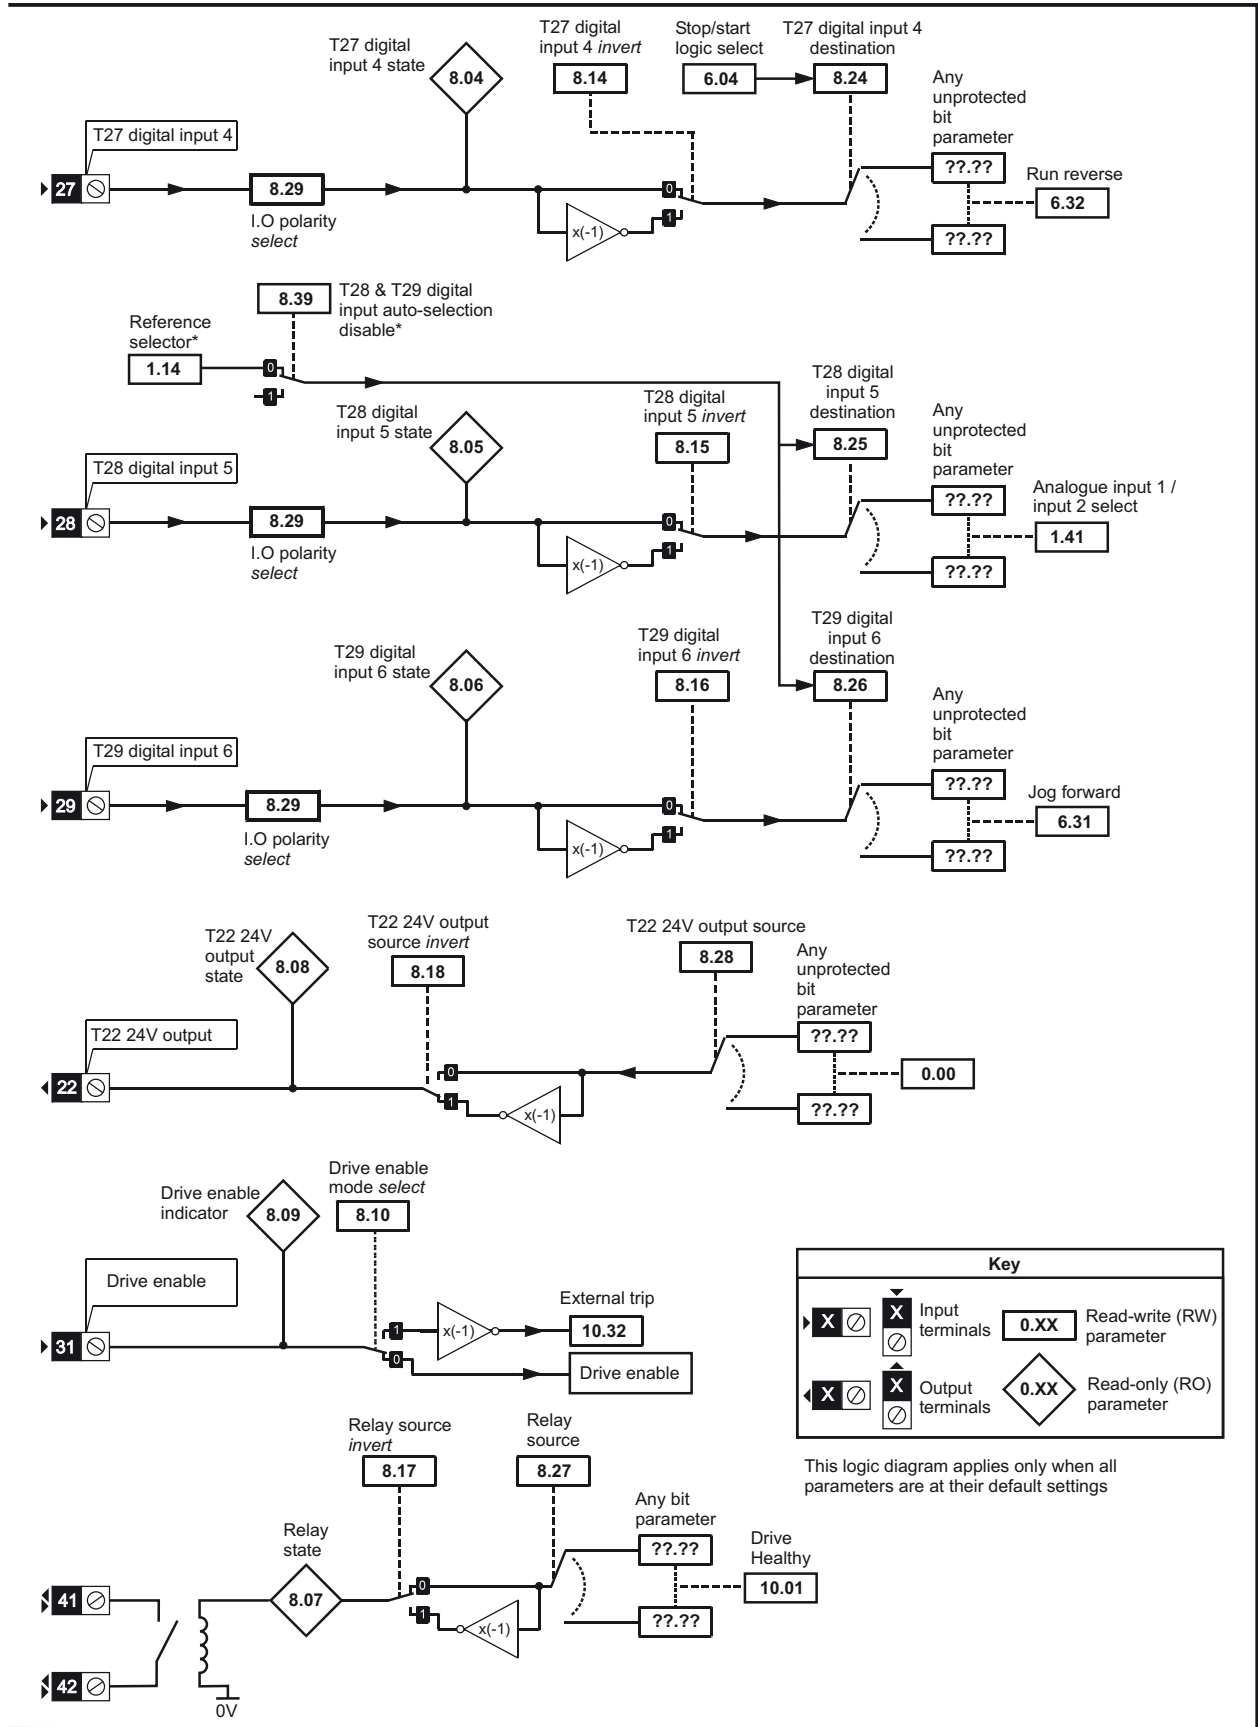 T27 digital
input 4 state
8.04
T27 digital
input 4 invert
8.14
Stop/start
logic select
6.04
T27 digital input 4
destination
8.24
Any
unprotected
bit
parameter
T27 digital input 4
27
8.29
I.O polarity
select
0
1
x(-1)
??.??
??.??
Run reverse
6.32
8.39
T28 & T29 digital
input auto-selection
disable*
Reference
selector*
1.14
0
1
T28 digital
input 5 state
8.05
T28 digital
input 5 invert
8.15
T28 digital
input 5
destination
8.25
Any
unprotected
bit
parameter
T28 digital input 5
28
8.29
I.O polarity
select
0
1
x(-1)
??.??
??.??
Analogue input 1 /
input 2 select
1.41
T29 digital
input 6 state
8.06
T29 digital
input 6 invert
8.16
T29 digital
input 6
destination
8.26
Any
unprotected
bit
parameter
T29 digital input 6
29
8.29
I.O polarity
select
0
1
x(-1)
??.??
??.??
Jog forward
6.31
T22 24V
output
state
8.08
T22 24V output
source invert
8.18
T22 24V output source
8.28
Any
unprotected
bit
parameter
T22 24V output
22
0
1
x(-1)
??.??
??.??
0.00
Drive enable
indicator
8.09
Drive enable
mode select
8.10
Drive enable
31
1
0
x(-1)
External trip
10.32
Drive enable
Key
X
X
Input
terminals
0.XX
Read-write (RW)
parameter
X
X
Output
terminals
0.XX
Read-only (RO)
parameter
This logic diagram applies only when all
parameters are at their default settings
Relay source
invert
8.17
Relay
source
8.27
Any bit
parameter
Relay
state
8.07
41
42
0V
0
1
x(-1)
??.??
??.??
Drive
Healthy
10.01